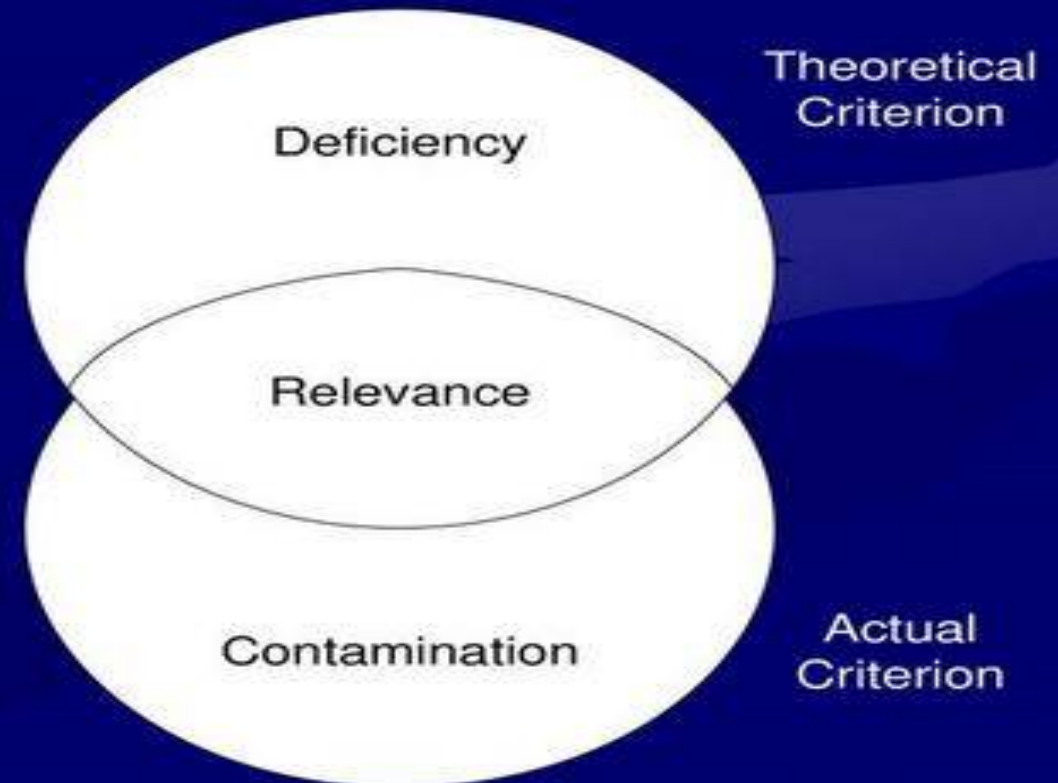 Theoretical
Criterion
Deficiency
Relevance
Contamination
Actual
Criterion